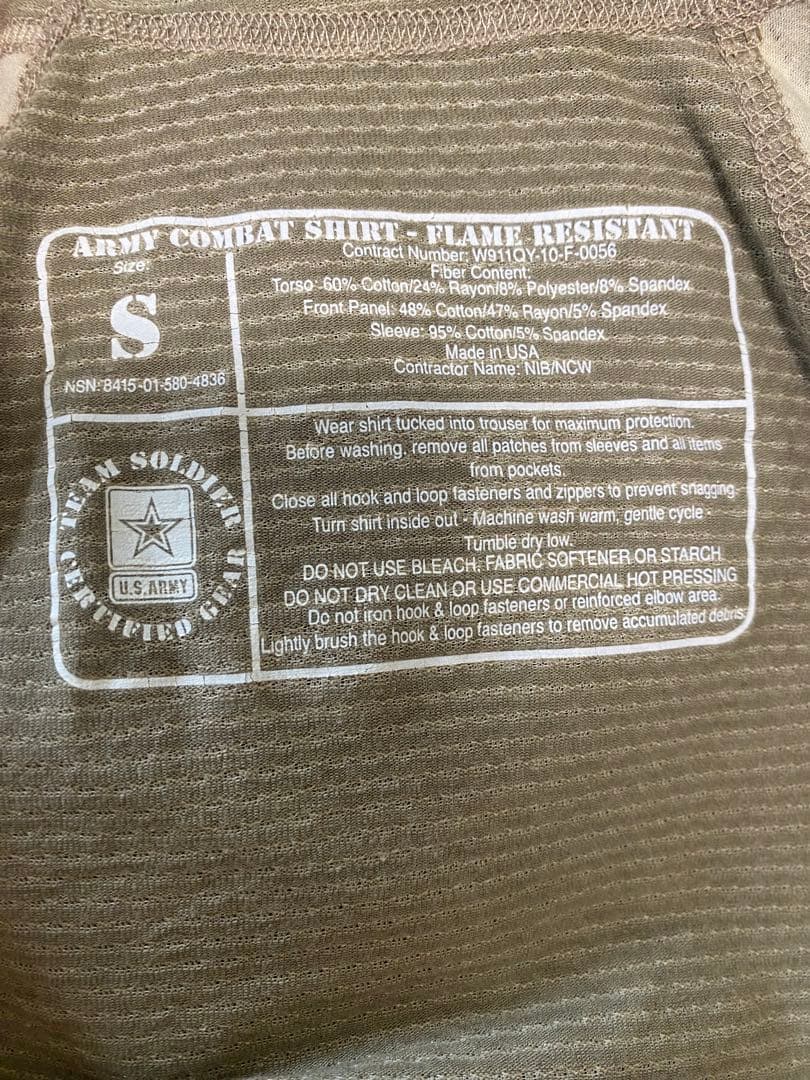 ARMY COMBAT SHIRT - FLAME RESISTANT
Size:
S
NSN: 8415-01-580-4836
Contract Number: W911QY-10-F-0056
Fiber Content:
Torso: 60% Cotton/24% Rayon/8% Polyester/8% Spandex
Front Panel: 48% Cotton/47% Rayon/5% Spandex
Sleeve: 95% Cotton/5% Spandex
Made in USA
Contractor Name: NIB/NCW
TEAM SOLDIER
U.S.ARMY
CERTIFIED GEAR
Wear shirt tucked into trouser for maximum protection.
Before washing, remove all patches from sleeves and all items
from pockets.
Close all hook and loop fasteners and zippers to prevent snagging.
Turn shirt inside out - Machine wash warm, gentle cycle -
Tumble dry low.
DO NOT USE BLEACH, FABRIC SOFTENER OR STARCH
DO NOT DRY CLEAN OR USE COMMERCIAL HOT PRESSING
Do not iron hook & loop fasteners or reinforced elbow area.
Lightly brush the hook & loop fasteners to remove accumulated debris.